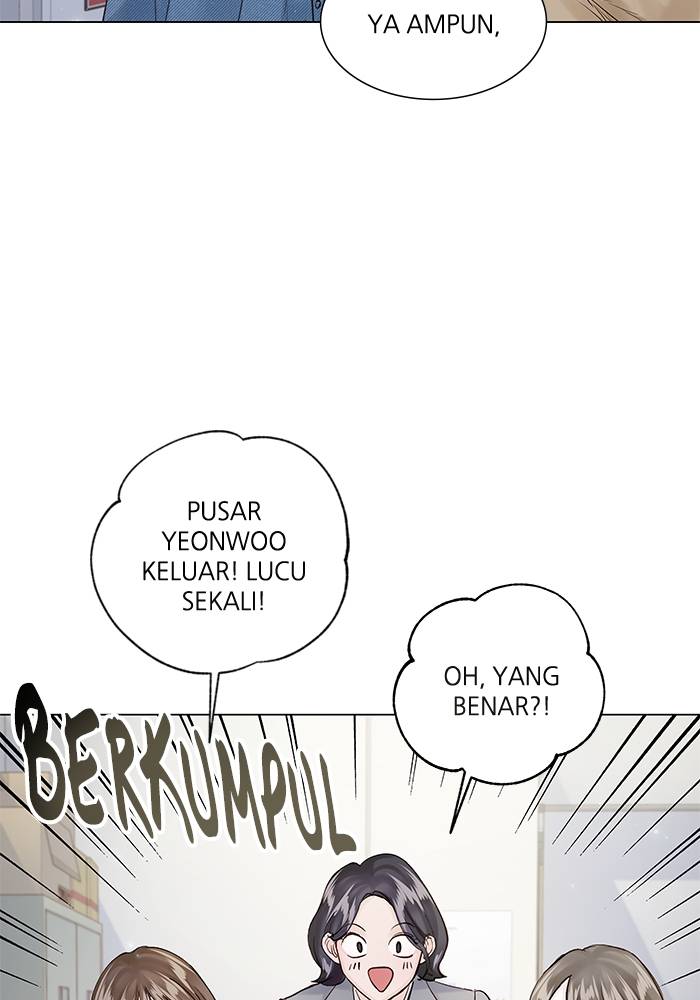 YA AMPUN,
PUSAR
YEONWOO
KELUAR! LUCU
SEKALI!
OH, YANG
BENAR?!
BERKUMPUL